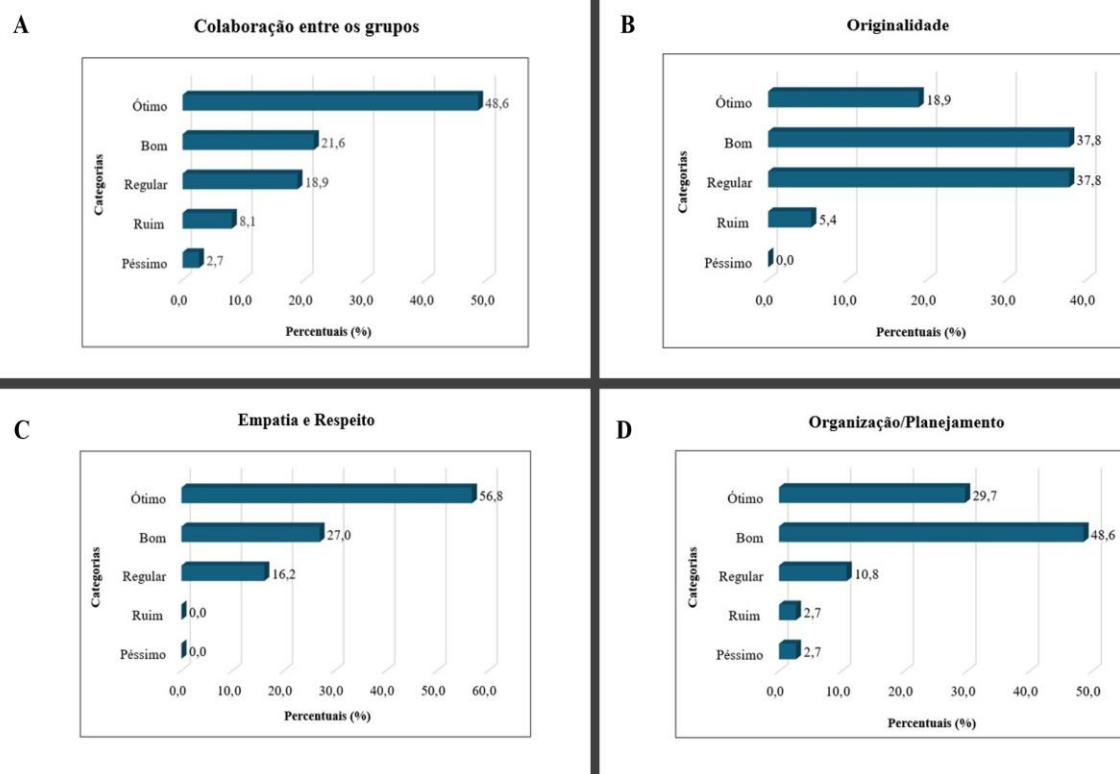 A
Colaboração entre os grupos
Categorias
Ótimo
48,6
Bom
21,6
Regular
18,9
Ruim
8,1
Péssimo
2,7
0,0 10,0 20,0 30,0 40,0 50,0
Percentuais (%)
B
Originalidade
Categorias
Ótimo
18,9
Bom
37,8
Regular
37,8
Ruim
5,4
Péssimo
0,0
0,0 10,0 20,0 30,0 40,0
Percentuais (%)
C
Empatia e Respeito
Categorias
Ótimo
56,8
Bom
27,0
Regular
16,2
Ruim
0,0
Péssimo
0,0
0,0 10,0 20,0 30,0 40,0 50,0 60,0
Percentuais (%)
D
Organização/Planejamento
Categorias
Ótimo
29,7
Bom
48,6
Regular
10,8
Ruim
2,7
Péssimo
2,7
0,0 10,0 20,0 30,0 40,0 50,0
Percentuais (%)